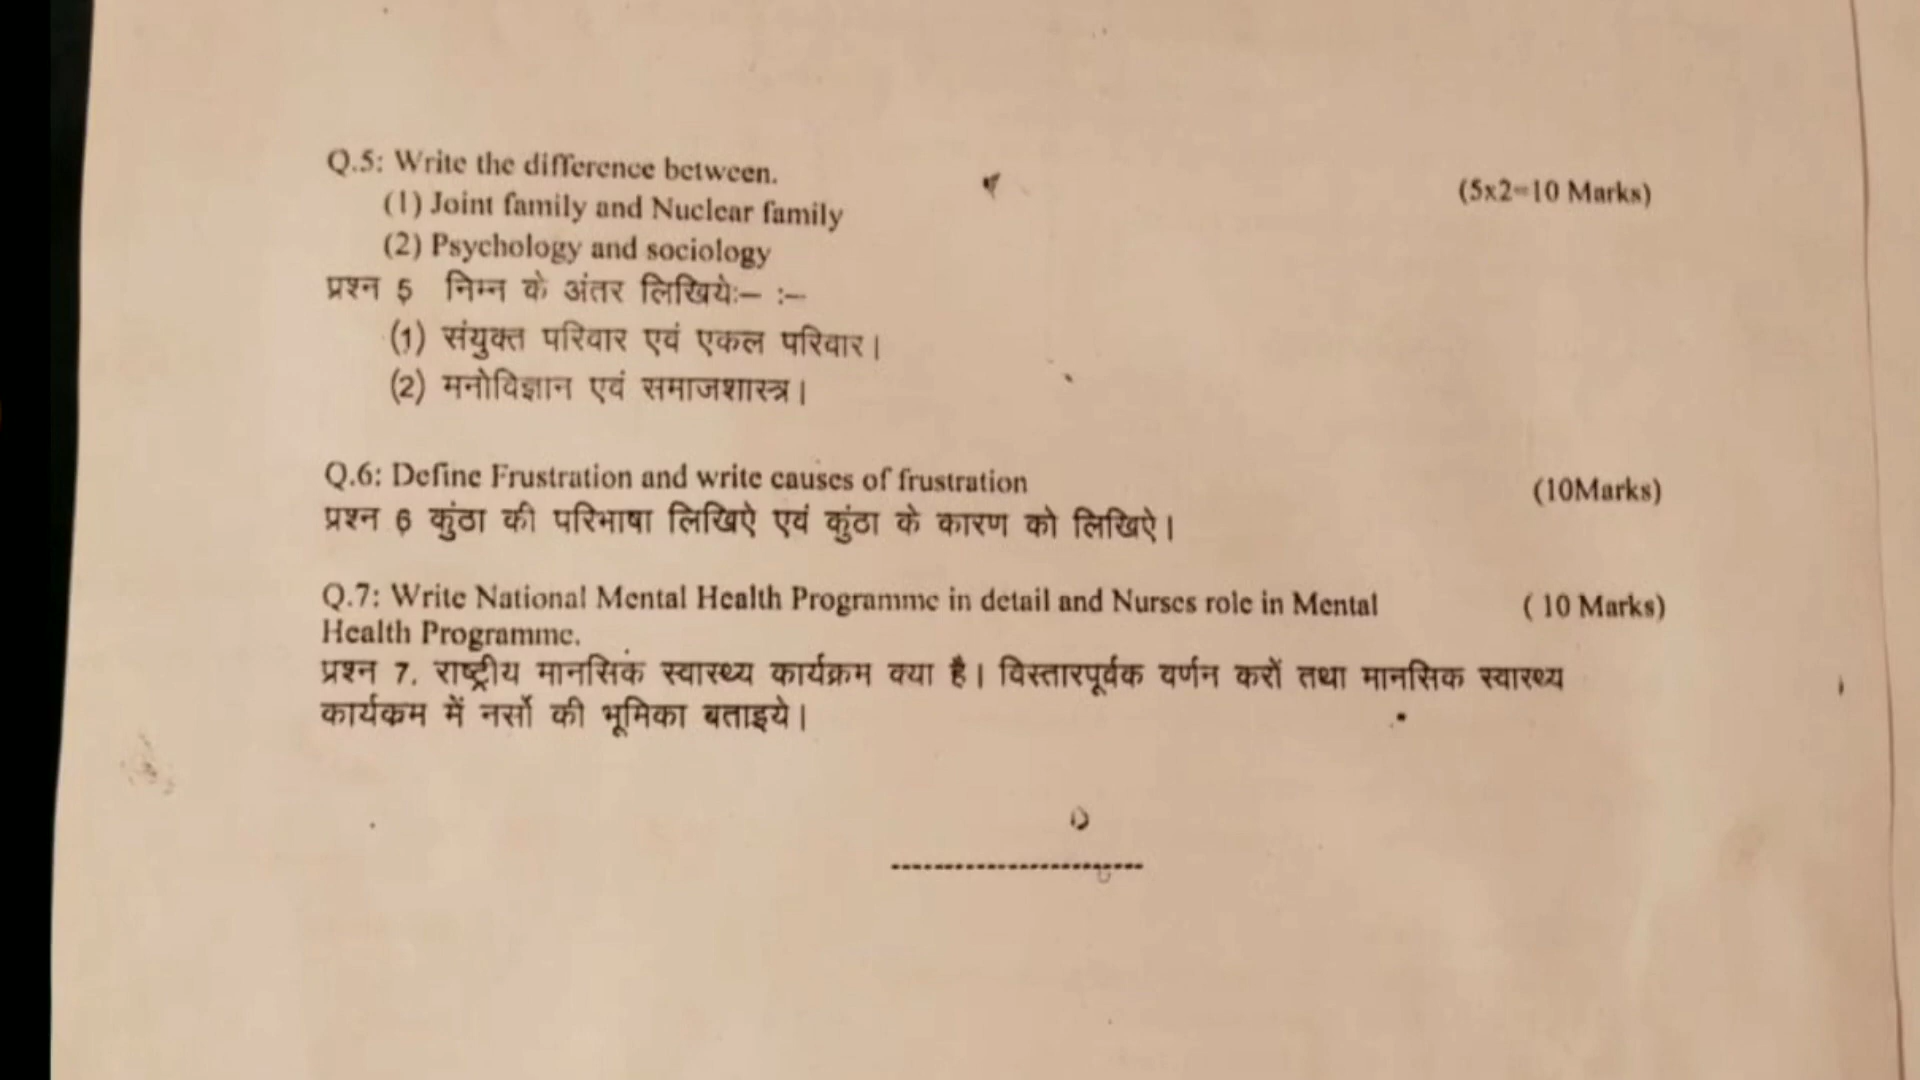 Q.5: Write the difference between.
(5x2=10 Marks)
(1) Joint family and Nuclear family
(2) Psychology and sociology
प्रश्न 5 निम्न के अंतर लिखिये:– :–
(1) संयुक्त परिवार एवं एकल परिवार।
(2) मनोविज्ञान एवं समाजशास्त्र।
Q.6: Define Frustration and write causes of frustration
(10Marks)
प्रश्न 6 कुंठा की परिभाषा लिखिऐ एवं कुंठा के कारण को लिखिऐ।
Q.7: Write National Mental Health Programme in detail and Nurses role in Mental
( 10 Marks)
Health Programme.
प्रश्न 7. राष्ट्रीय मानसिक स्वास्थ्य कार्यक्रम क्या है। विस्तारपूर्वक वर्णन करों तथा मानसिक स्वास्थ्य
कार्यक्रम में नर्सो की भूमिका बताइये।